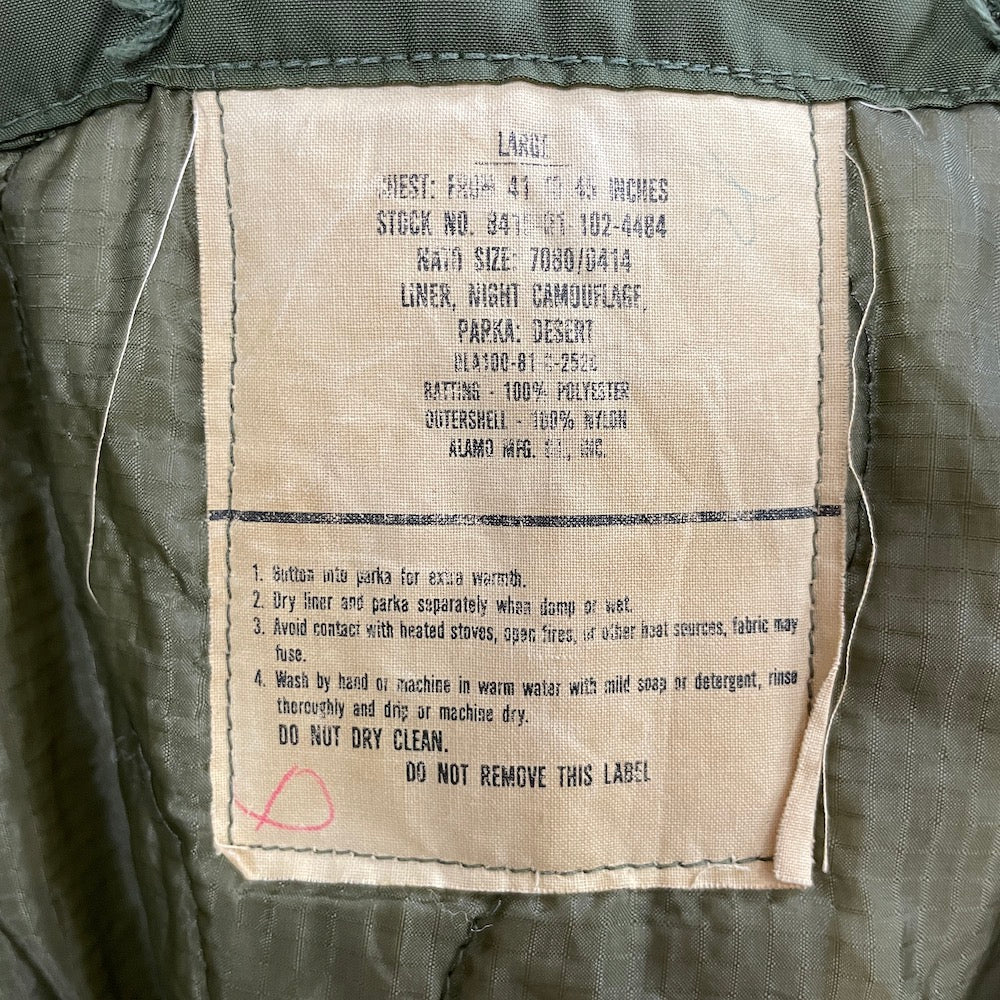 LARGE
CHEST: FROM 41 TO 45 INCHES
STOCK NO. 8415-01-102-4484
NATO SIZE: 7080/0414
LINER, NIGHT CAMOUFLAGE,
PARKA: DESERT
DLA100-81-C-2526
BATTING - 100% POLYESTER
OUTERSHELL - 100% NYLON
ALAMO MFG. CO., INC.
1. Button into parka for extra warmth.
2. Dry liner and parka separately when damp or wet.
3. Avoid contact with heated stoves, open fires, or other heat sources, fabric may
fuse.
4. Wash by hand or machine in warm water with mild soap or detergent, rinse
thoroughly and drip or machine dry.
DO NOT DRY CLEAN.
DO NOT REMOVE THIS LABEL